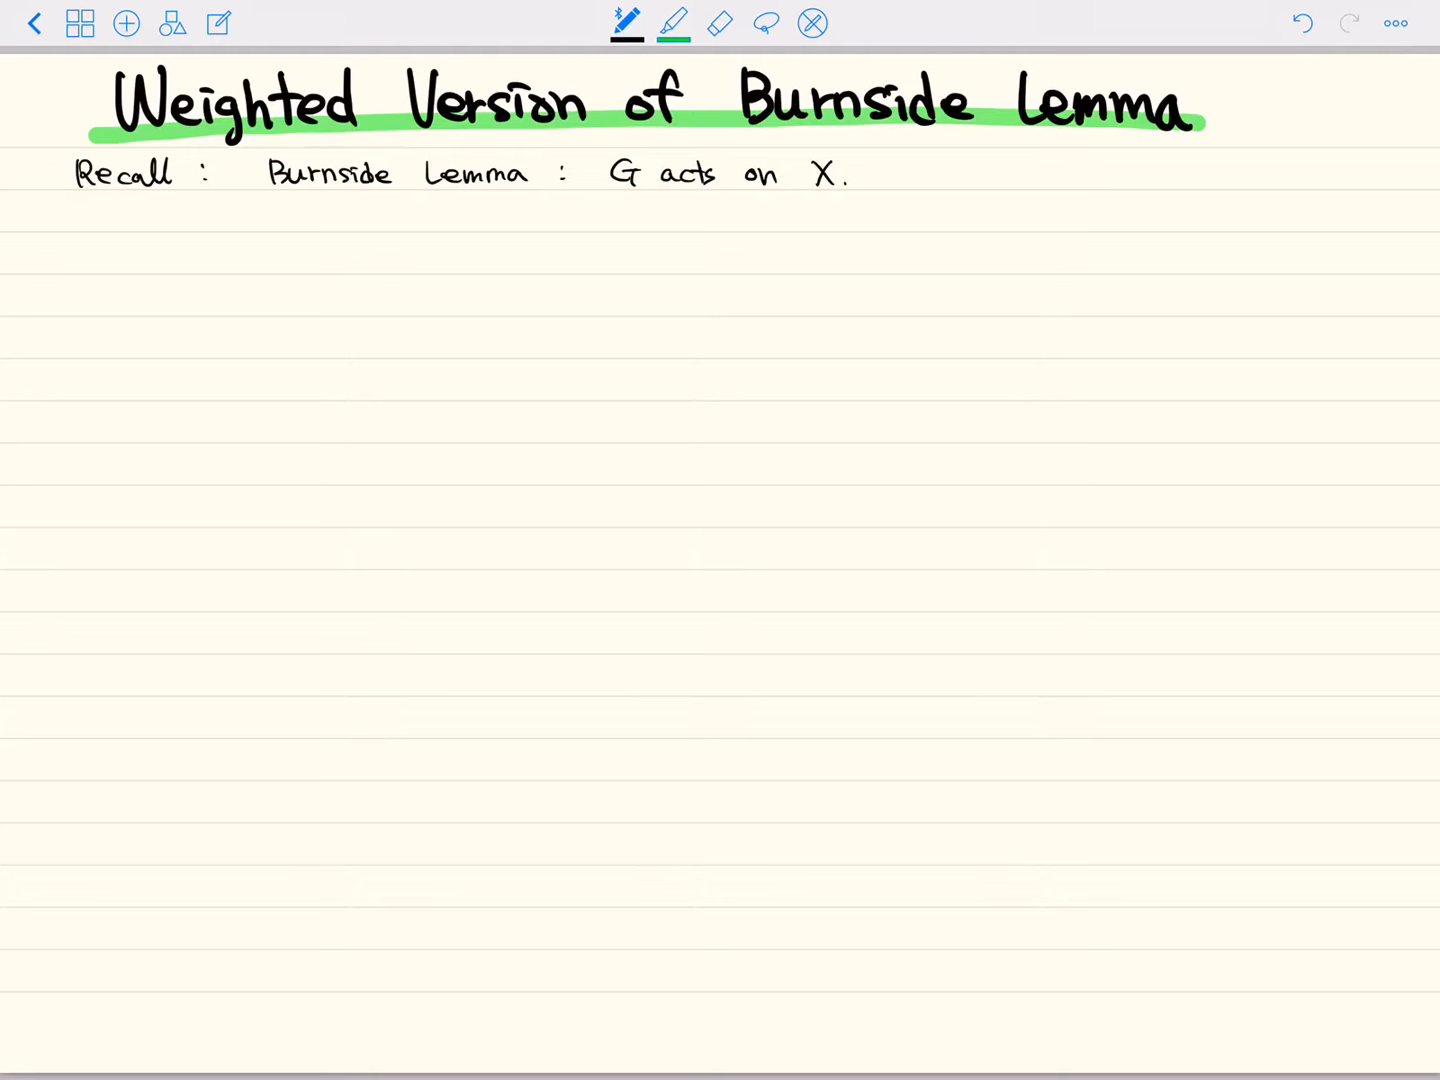 Weighted Version of Burnside Lemma
Recall : Burnside Lemma : G acts on X.